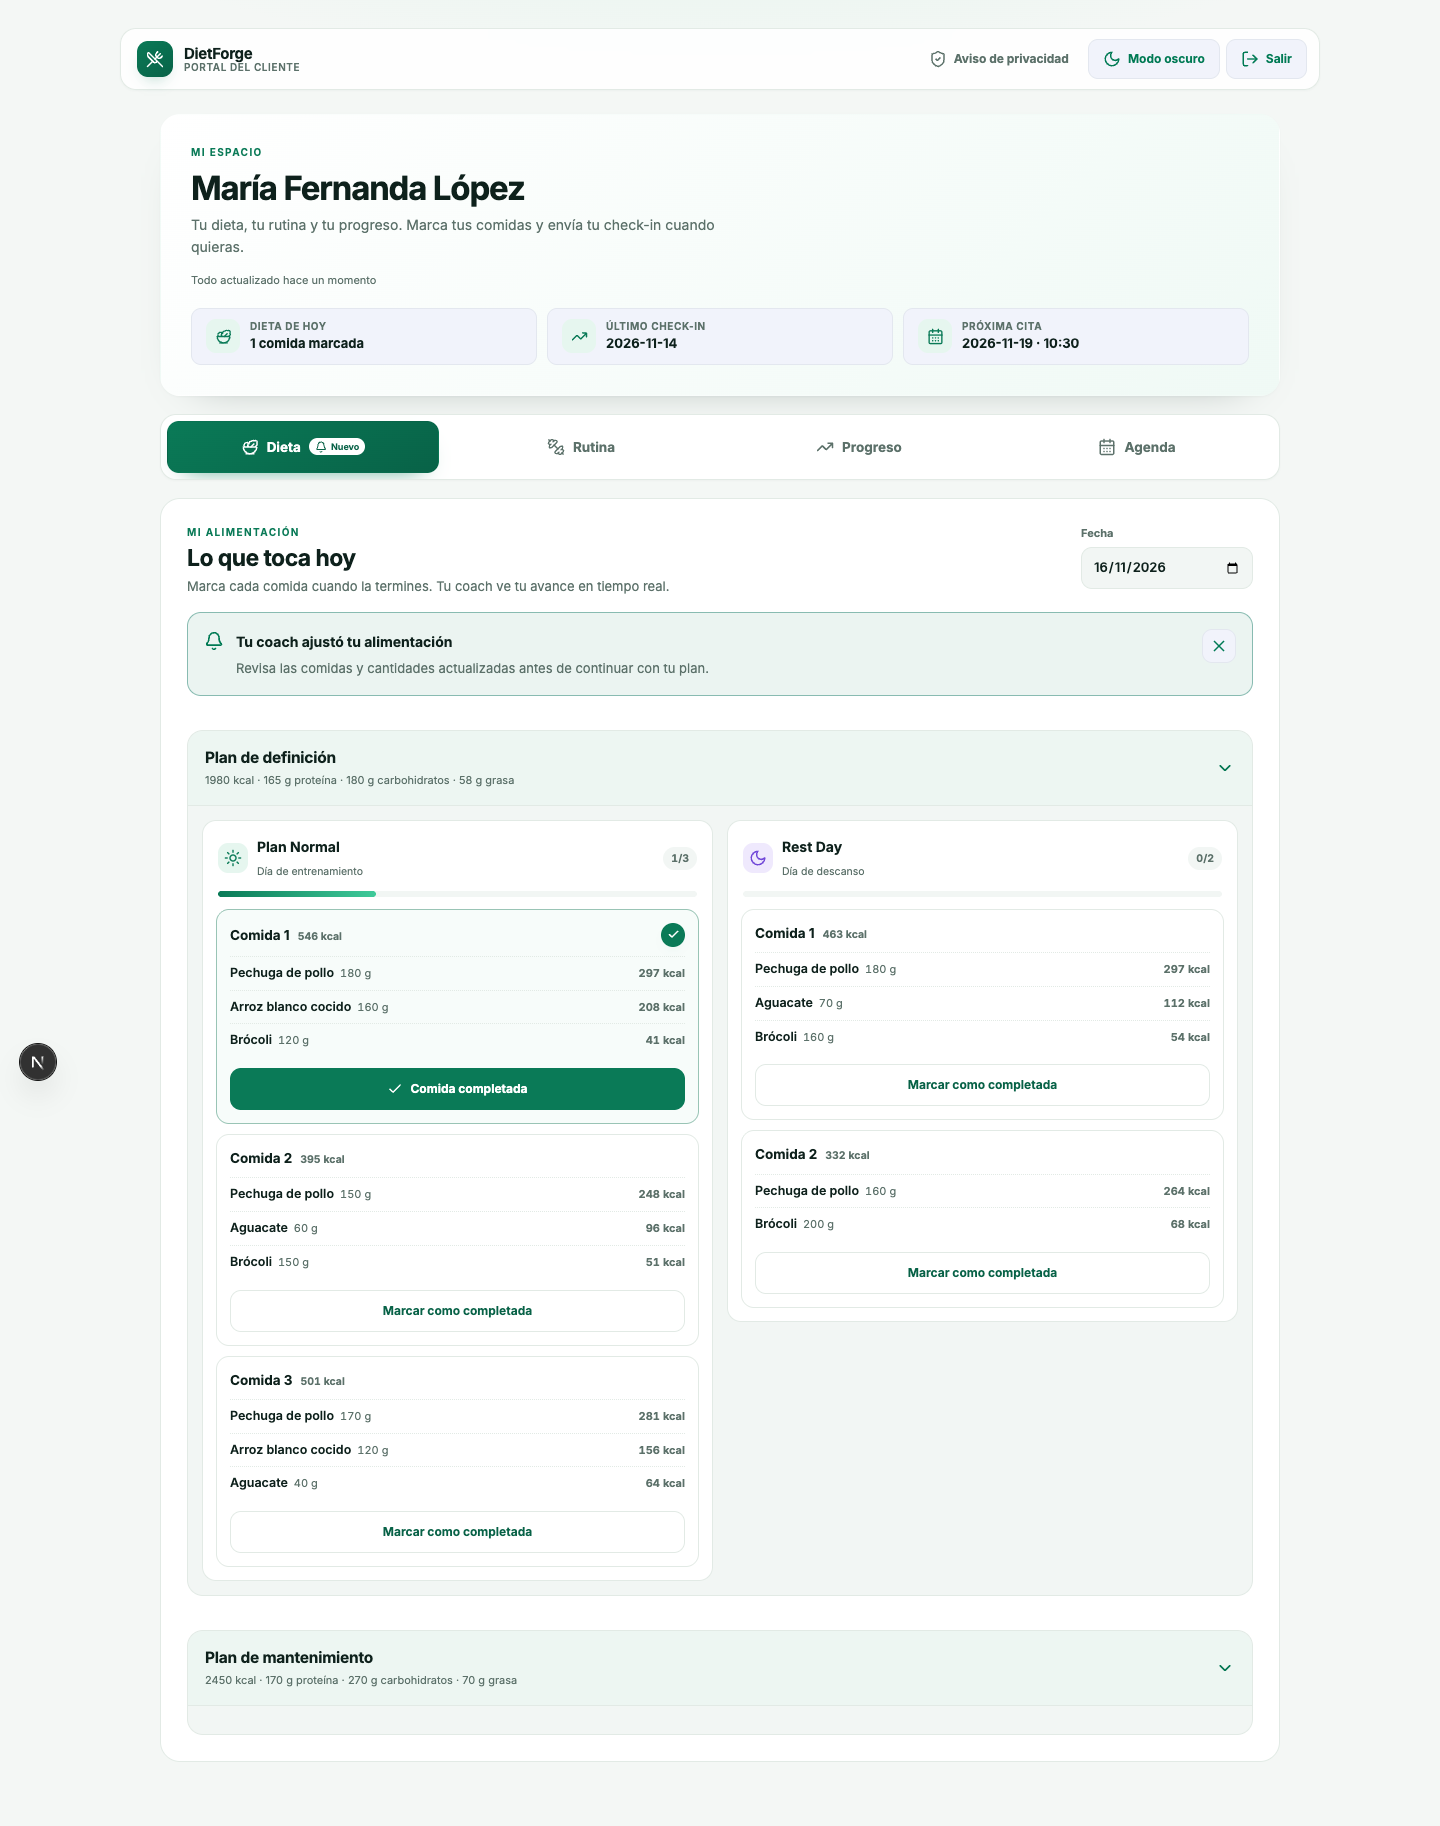 DietForge
PORTAL DEL CLIENTE
Aviso de privacidad
Modo oscuro
Salir
MI ESPACIO
María Fernanda López
Tu dieta, tu rutina y tu progreso. Marca tus comidas y envía tu check-in cuando
quieras.
Todo actualizado hace un momento
DIETA DE HOY
1 comida marcada
ÚLTIMO CHECK-IN
2026-11-14
PRÓXIMA CITA
2026-11-19 · 10:30
Dieta
Nuevo
Rutina
Progreso
Agenda
MI ALIMENTACIÓN
Lo que toca hoy
Marca cada comida cuando la termines. Tu coach ve tu avance en tiempo real.
Fecha
16/11/2026
Tu coach ajustó tu alimentación
Revisa las comidas y cantidades actualizadas antes de continuar con tu plan.
Plan de definición
1980 kcal · 165 g proteína · 180 g carbohidratos · 58 g grasa
Plan Normal
Día de entrenamiento
1/3
Comida 1 546 kcal
Pechuga de pollo 180 g 297 kcal
Arroz blanco cocido 160 g 208 kcal
Brócoli 120 g 41 kcal
Comida completada
Comida 2 395 kcal
Pechuga de pollo 150 g 248 kcal
Aguacate 60 g 96 kcal
Brócoli 150 g 51 kcal
Marcar como completada
Comida 3 501 kcal
Pechuga de pollo 170 g 281 kcal
Arroz blanco cocido 120 g 156 kcal
Aguacate 40 g 64 kcal
Marcar como completada
Rest Day
Día de descanso
0/2
Comida 1 463 kcal
Pechuga de pollo 180 g 297 kcal
Aguacate 70 g 112 kcal
Brócoli 160 g 54 kcal
Marcar como completada
Comida 2 332 kcal
Pechuga de pollo 160 g 264 kcal
Brócoli 200 g 68 kcal
Marcar como completada
Plan de mantenimiento
2450 kcal · 170 g proteína · 270 g carbohidratos · 70 g grasa
N